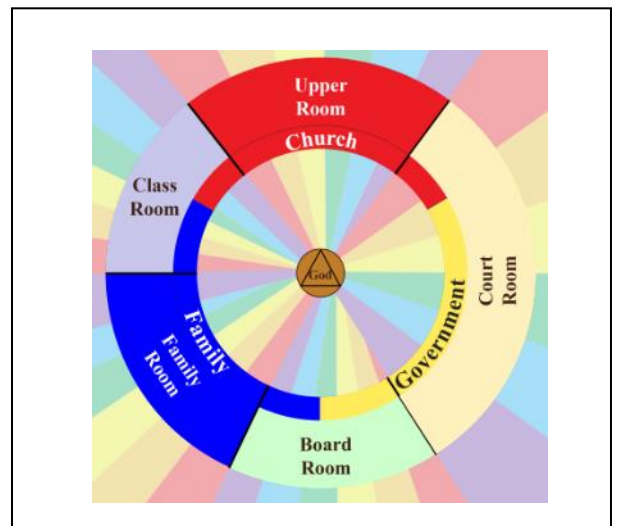 Upper
Room
Church
Class
Room
God
Court
Room
Government
Family
Family
Room
Board
Room